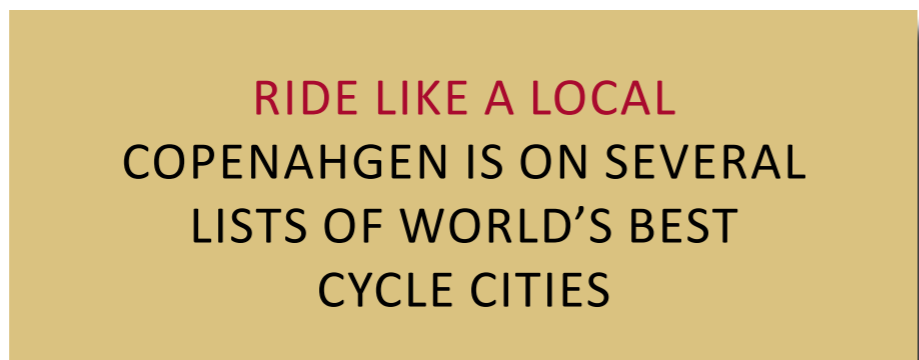 RIDE LIKE A LOCAL
COPENAHGEN IS ON SEVERAL
LISTS OF WORLD’S BEST
CYCLE CITIES